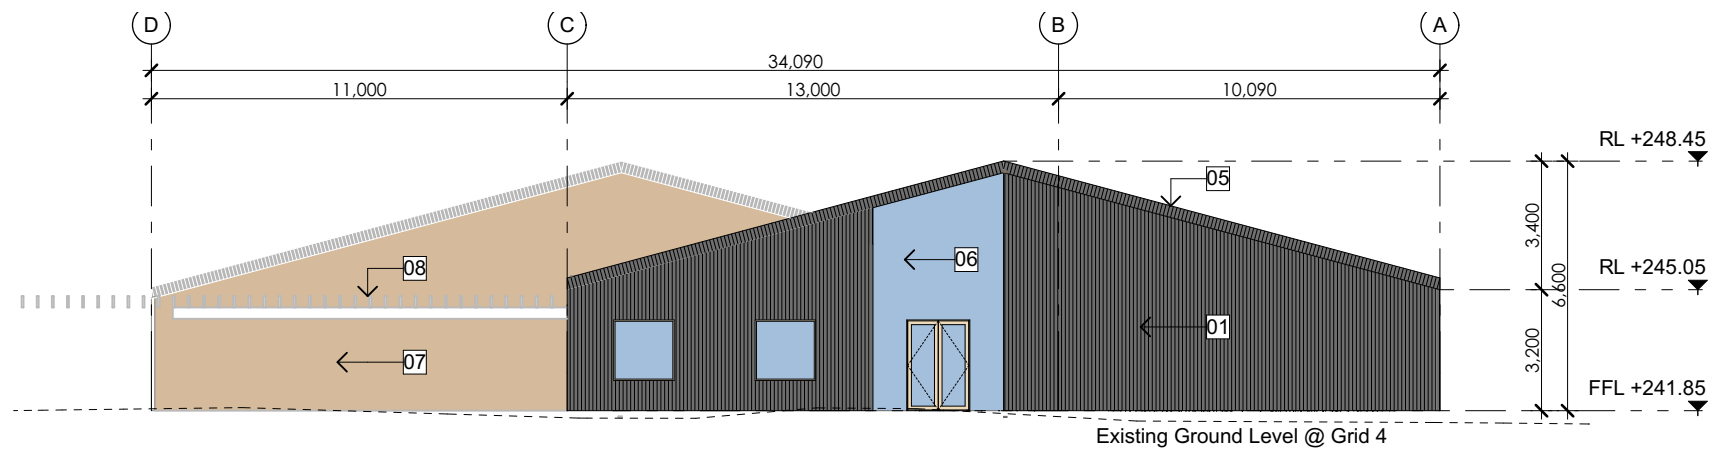 D C B A
34,090
11,000 13,000 10,090
RL +248.45
05
3,400
06
08
RL +245.05
6,600
01
3,200
07
FFL +241.85
Existing Ground Level @ Grid 4